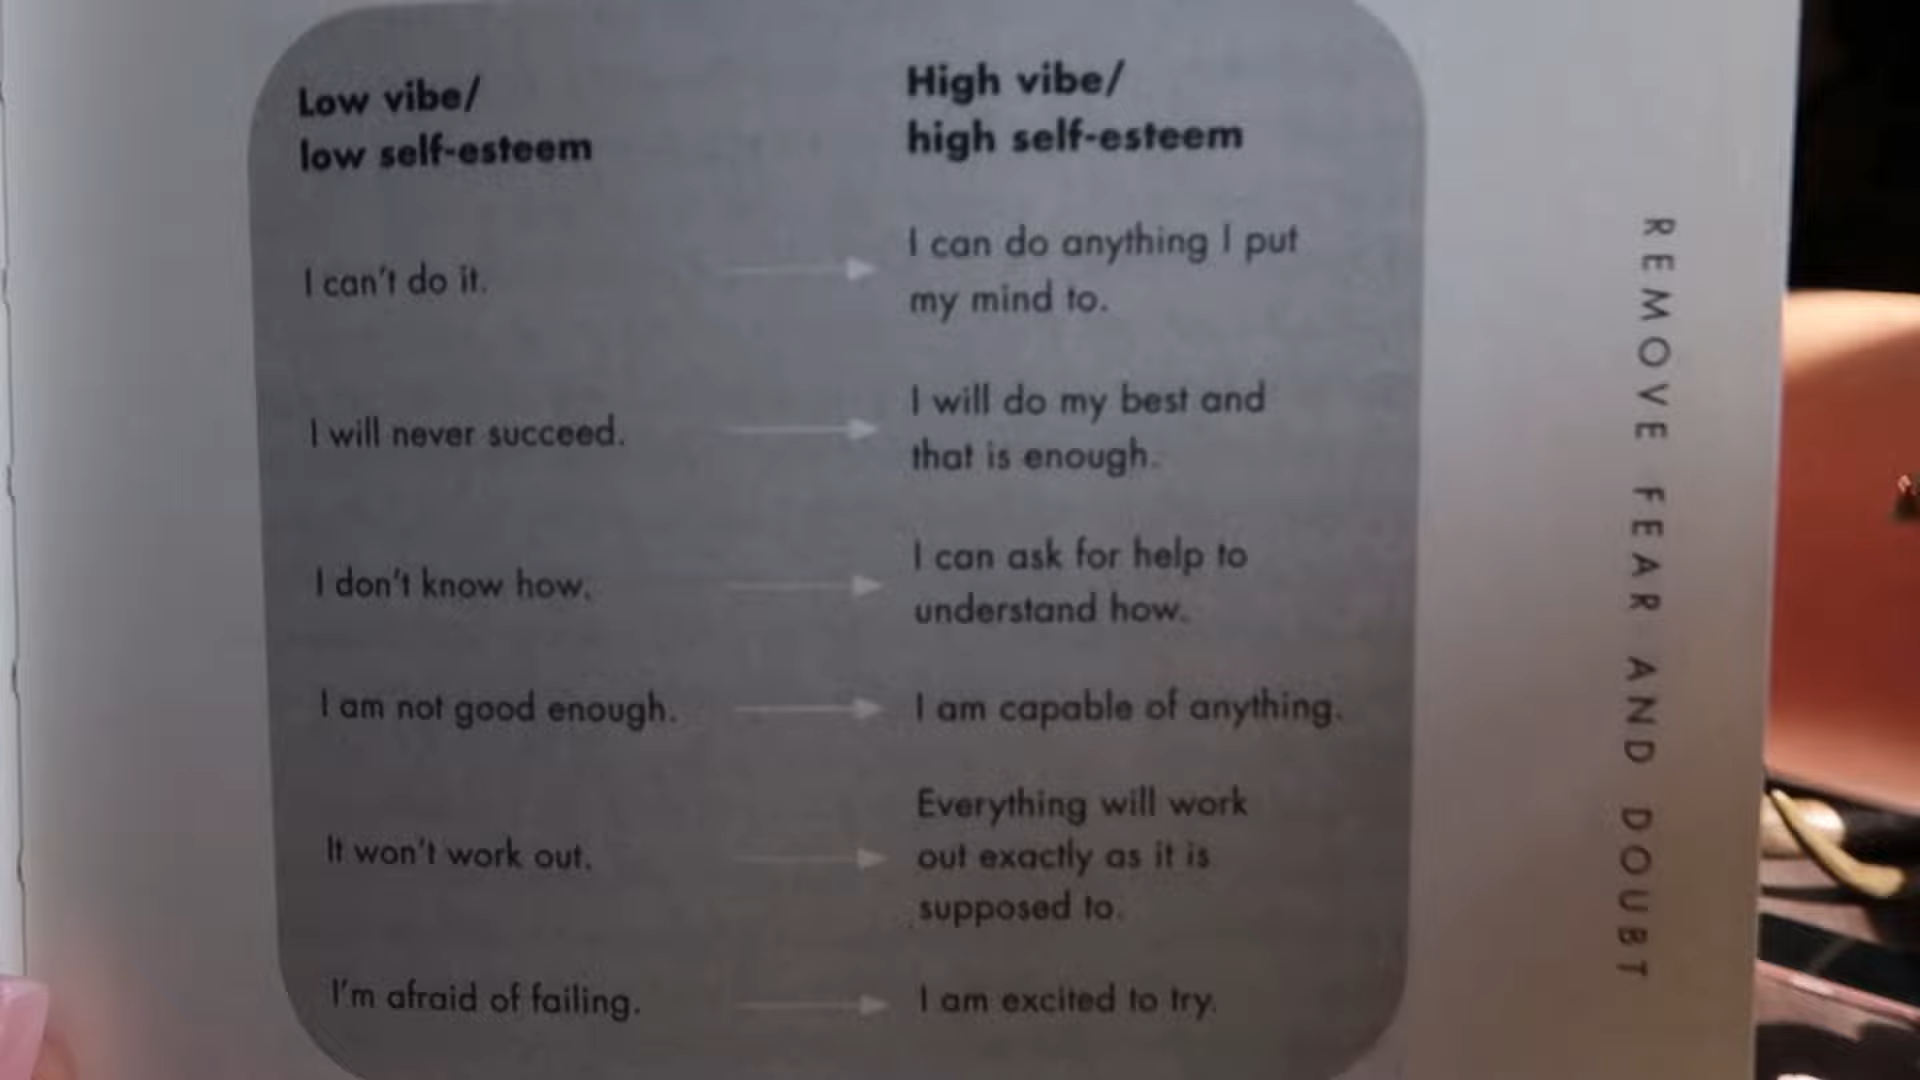 Low vibe/
low self-esteem
High vibe/
high self-esteem
I can't do it.
I can do anything I put
my mind to.
I will never succeed.
I will do my best and
that is enough.
I don't know how.
I can ask for help to
understand how.
I am not good enough.
I am capable of anything.
It won't work out.
Everything will work
out exactly as it is
supposed to.
I'm afraid of failing.
I am excited to try.
REMOVE FEAR AND DOUBT